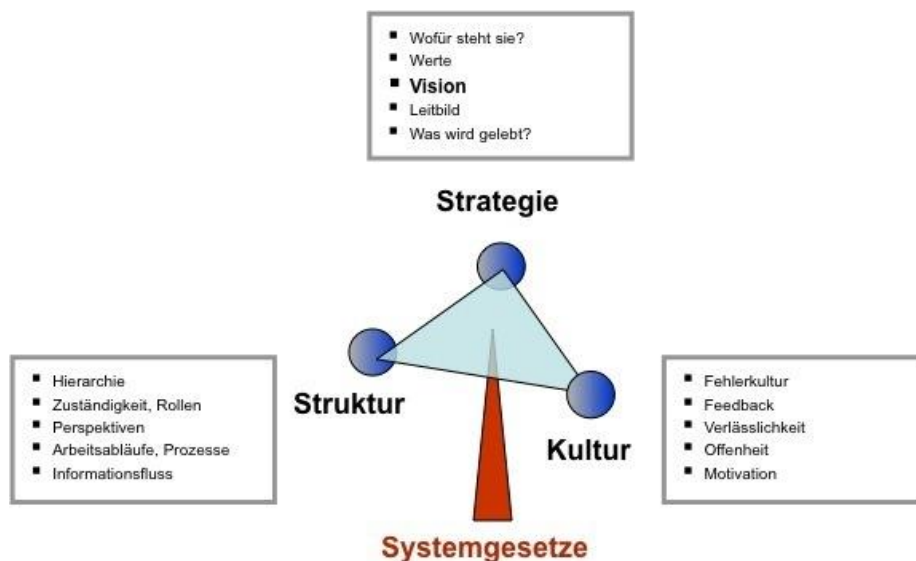 Wofür steht sie?
Werte
Vision
Leitbild
Was wird gelebt?
Strategie
Hierarchie
Zuständigkeit, Rollen
Perspektiven
Arbeitsabläufe, Prozesse
Informationsfluss
Struktur
Kultur
Fehlerkultur
Feedback
Verlässlichkeit
Offenheit
Motivation
Systemgesetze